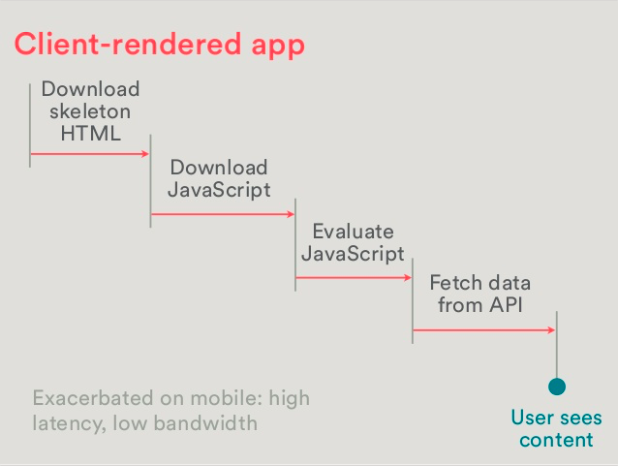 Client-rendered app
Download
skeleton
HTML
Download
JavaScript
Evaluate
JavaScript
Fetch data
from API
Exacerbated on mobile: high
latency, low bandwidth
User sees
content